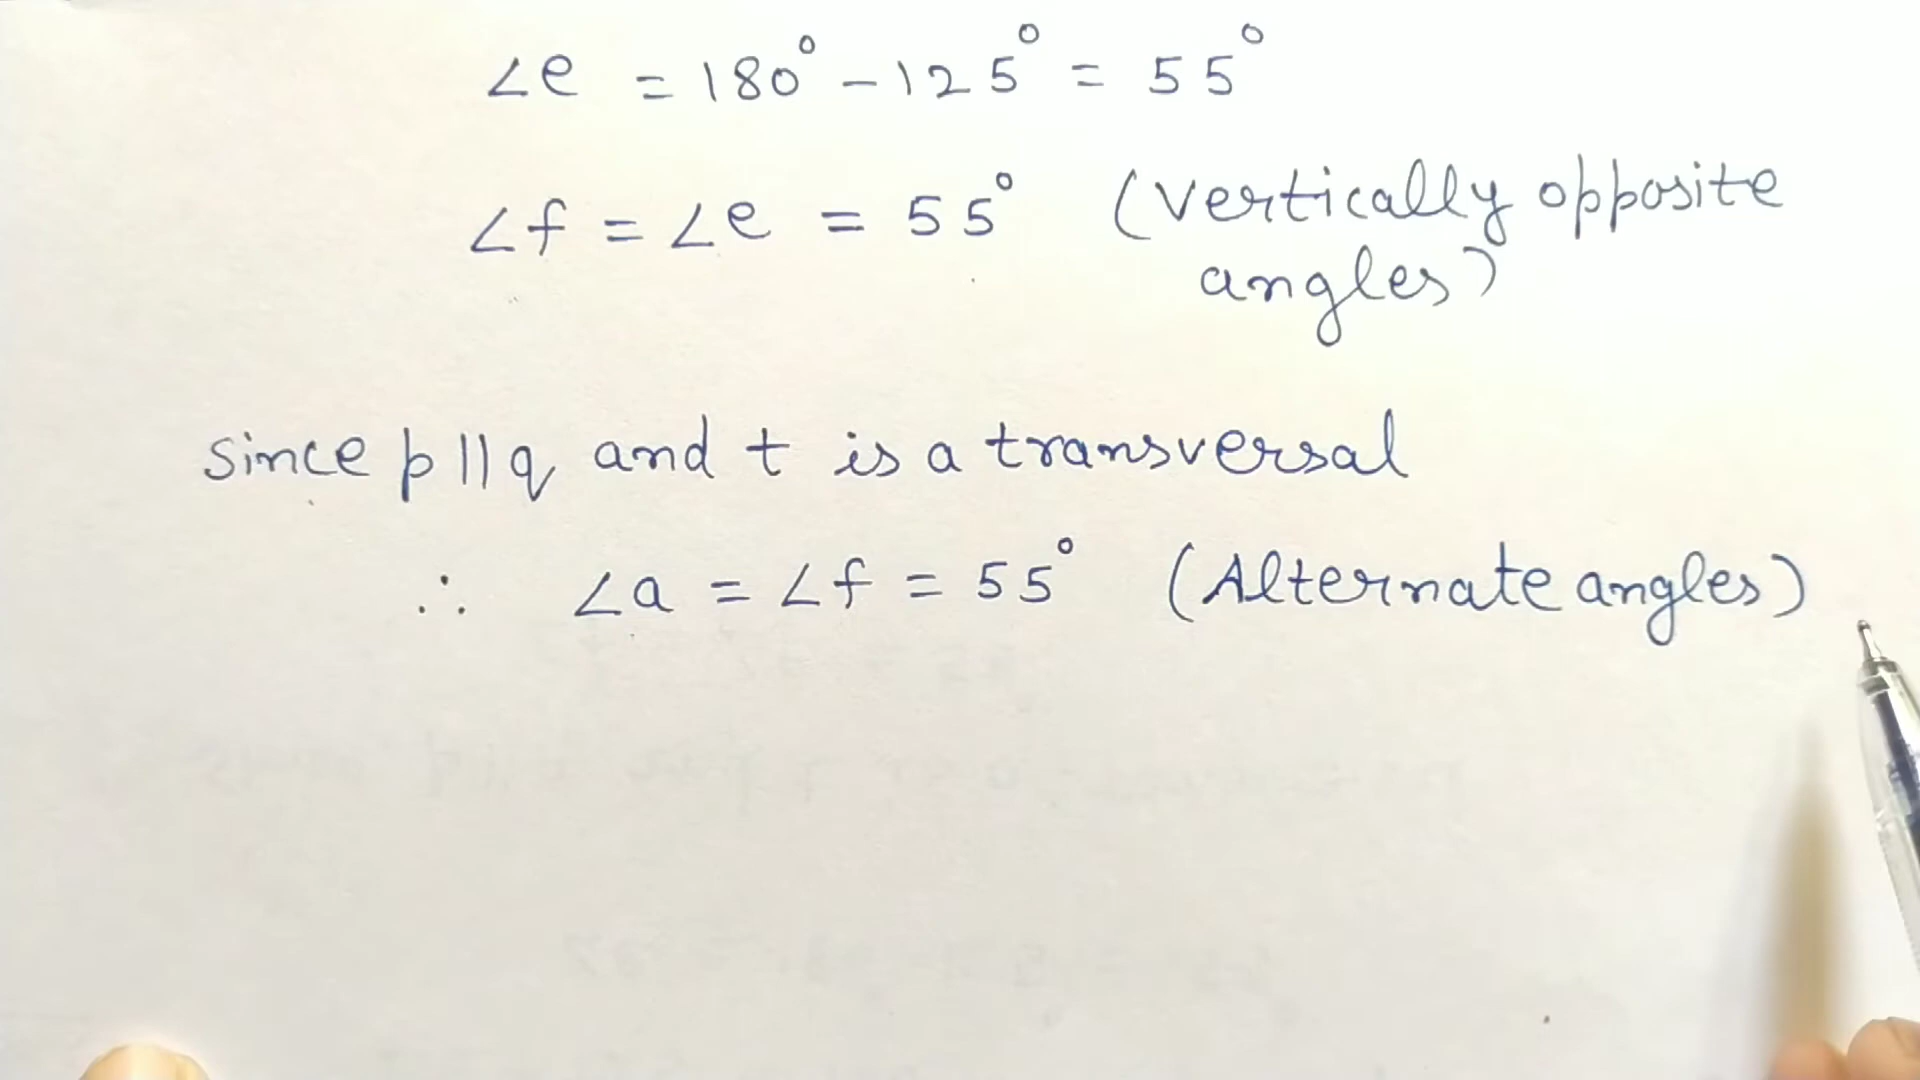 ∠e = 180° - 125° = 55°
∠f = ∠e = 55° (Vertically opposite
angles)
since p || q and t is a transversal
∴ ∠a = ∠f = 55° (Alternate angles)